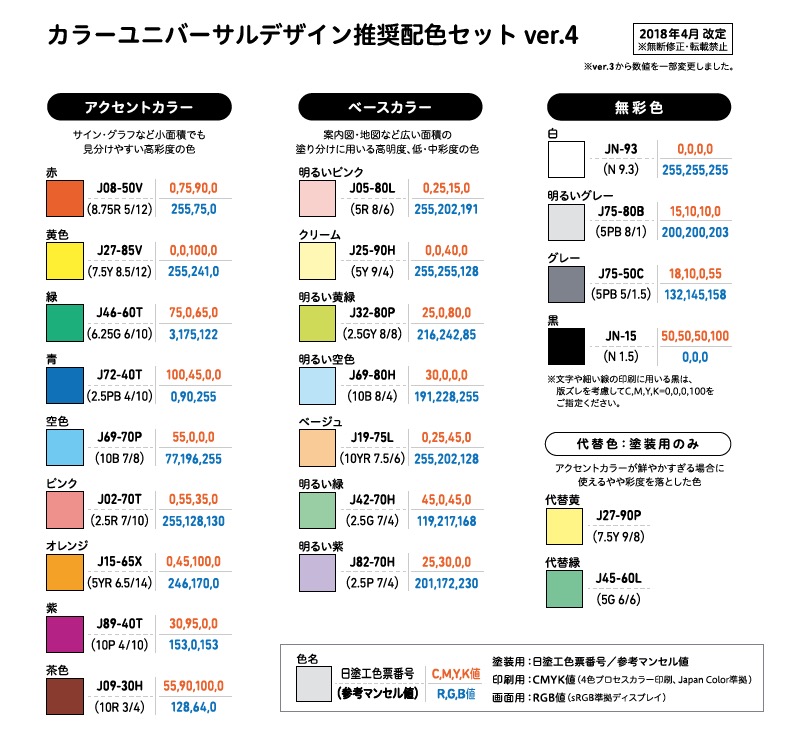 カラーユニバーサルデザイン推奨配色セット ver.4
2018年4月 改定
※無断修正・転載禁止
※ver.3から数値を一部変更しました。
アクセントカラー
サイン・グラフなど小面積でも
見分けやすい高彩度の色
赤
J08-50V 0,75,90,0
(8.75R 5/12) 255,75,0
黄色
J27-85V 0,0,100,0
(7.5Y 8.5/12) 255,241,0
緑
J46-60T 75,0,65,0
(6.25G 6/10) 3,175,122
青
J72-40T 100,45,0,0
(2.5PB 4/10) 0,90,255
空色
J69-70P 55,0,0,0
(10B 7/8) 77,196,255
ピンク
J02-70T 0,55,35,0
(2.5R 7/10) 255,128,130
オレンジ
J15-65X 0,45,100,0
(5YR 6.5/14) 246,170,0
紫
J89-40T 30,95,0,0
(10P 4/10) 153,0,153
茶色
J09-30H 55,90,100,0
(10R 3/4) 128,64,0
ベースカラー
案内図・地図など広い面積の
塗り分けに用いる高明度、低・中彩度の色
明るいピンク
J05-80L 0,25,15,0
(5R 8/6) 255,202,191
クリーム
J25-90H 0,0,40,0
(5Y 9/4) 255,255,128
明るい黄緑
J32-80P 25,0,80,0
(2.5GY 8/8) 216,242,85
明るい空色
J69-80H 30,0,0,0
(10B 8/4) 191,228,255
ベージュ
J19-75L 0,25,45,0
(10YR 7.5/6) 255,202,128
明るい緑
J42-70H 45,0,45,0
(2.5G 7/4) 119,217,168
明るい紫
J82-70H 25,30,0,0
(2.5P 7/4) 201,172,230
無彩色
白
JN-93 0,0,0,0
(N 9.3) 255,255,255
明るいグレー
J75-80B 15,10,10,0
(5PB 8/1) 200,200,203
グレー
J75-50C 18,10,0,55
(5PB 5/1.5) 132,145,158
黒
JN-15 50,50,50,100
(N 1.5) 0,0,0
※文字や細い線の印刷に用いる黒は、
版ズレを考慮してC,M,Y,K=0,0,0,100を
ご指定ください。
代替色:塗装用のみ
アクセントカラーが鮮やかすぎる場合に
使えるやや彩度を落とした色
代替黄
J27-90P
(7.5Y 9/8)
代替緑
J45-60L
(5G 6/6)
色名
日塗工色票番号 C,M,Y,K値
(参考マンセル値) R,G,B値
塗装用:日塗工色票番号/参考マンセル値
印刷用:CMYK値(4色プロセスカラー印刷、Japan Color準拠)
画面用:RGB値(sRGB準拠ディスプレイ)